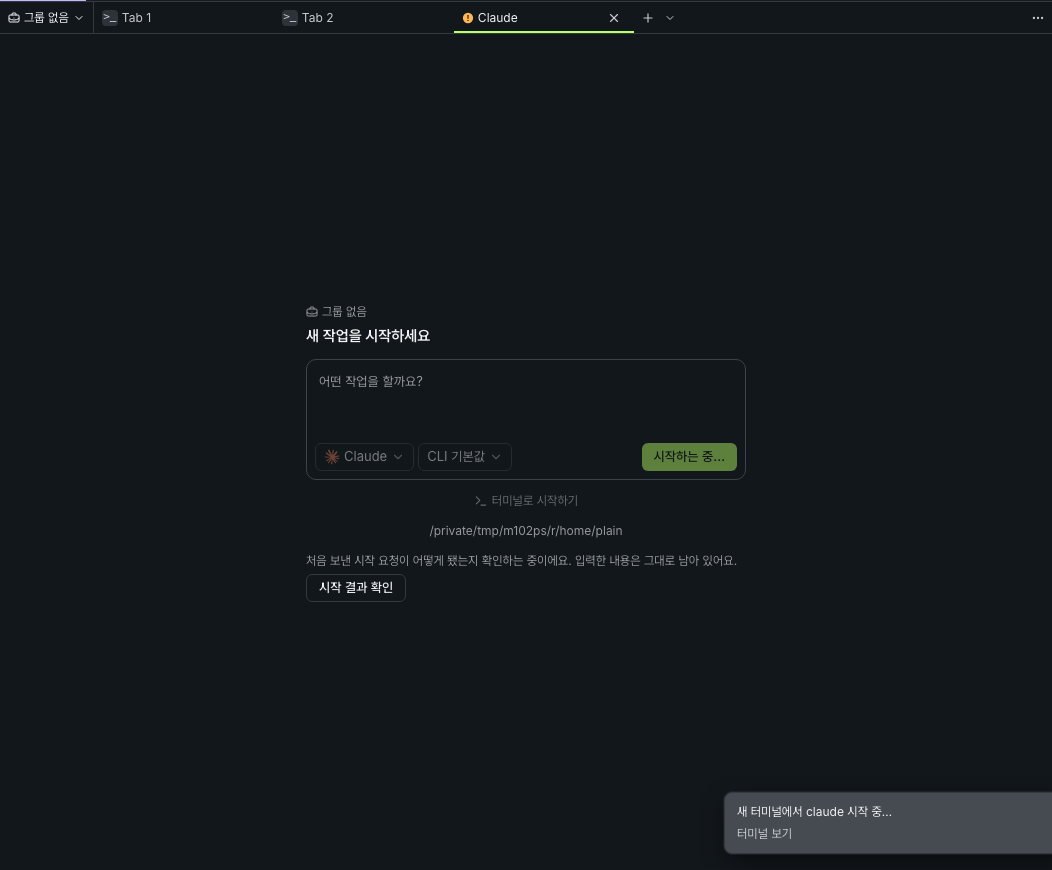 그룹 없음
>_ Tab 1
>_ Tab 2
Claude
그룹 없음
새 작업을 시작하세요
어떤 작업을 할까요?
Claude
CLI 기본값
시작하는 중...
>_ 터미널로 시작하기
/private/tmp/m102ps/r/home/plain
처음 보낸 시작 요청이 어떻게 됐는지 확인하는 중이에요. 입력한 내용은 그대로 남아 있어요.
시작 결과 확인
새 터미널에서 claude 시작 중...
터미널 보기